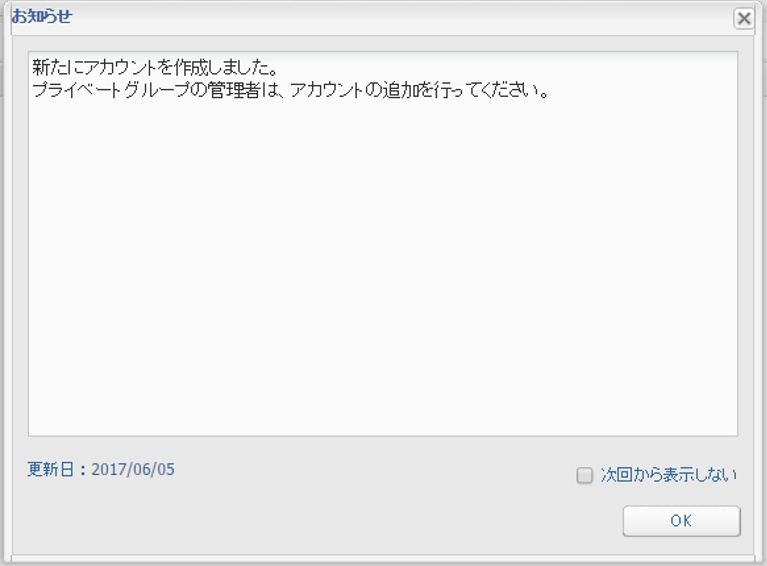 お知らせ
新たにアカウントを作成しました。
プライベートグループの管理者は、アカウントの追加を行ってください。
更新日：2017/06/05
次回から表示しない
OK